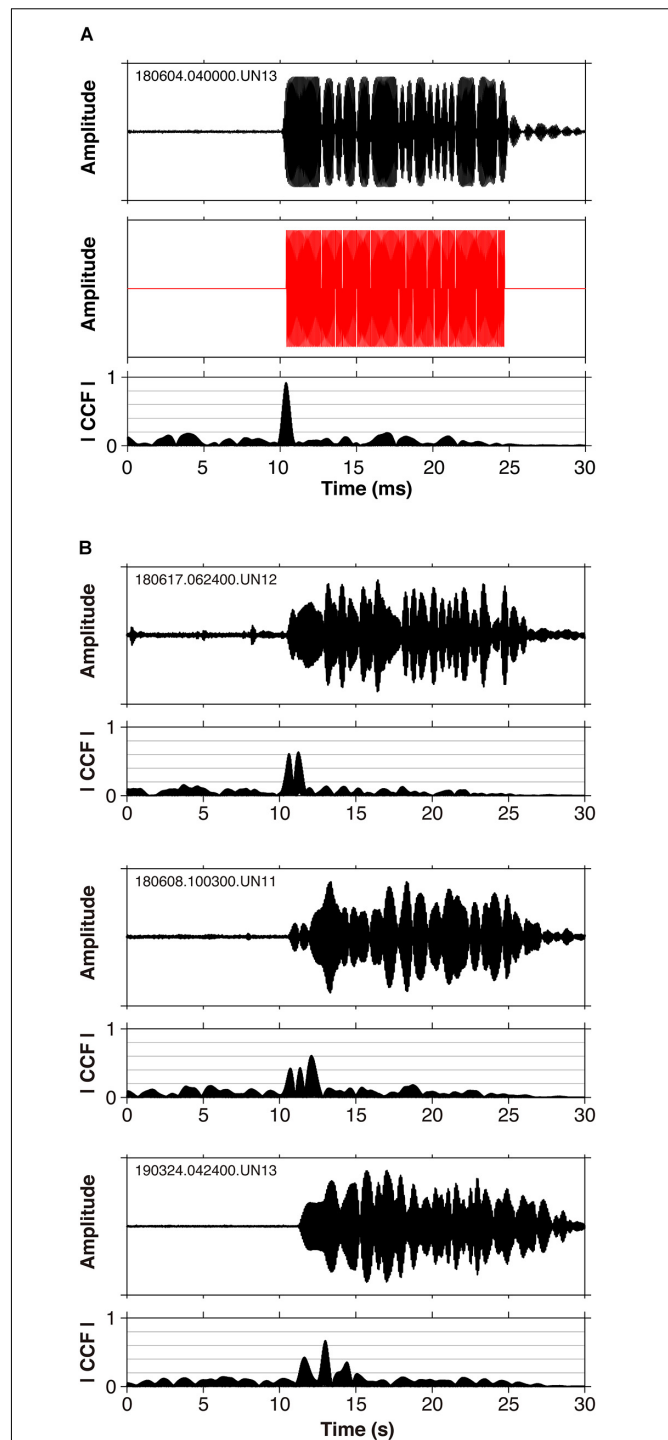 A
180604.040000.UN13
Amplitude
Amplitude
1
0
I CCF I
0 5 10 15 20 25 30
Time (ms)
B
180617.062400.UN12
Amplitude
1
0
I CCF I
0 5 10 15 20 25 30
180608.100300.UN11
Amplitude
1
0
I CCF I
0 5 10 15 20 25 30
190324.042400.UN13
Amplitude
1
0
I CCF I
0 5 10 15 20 25 30
Time (s)